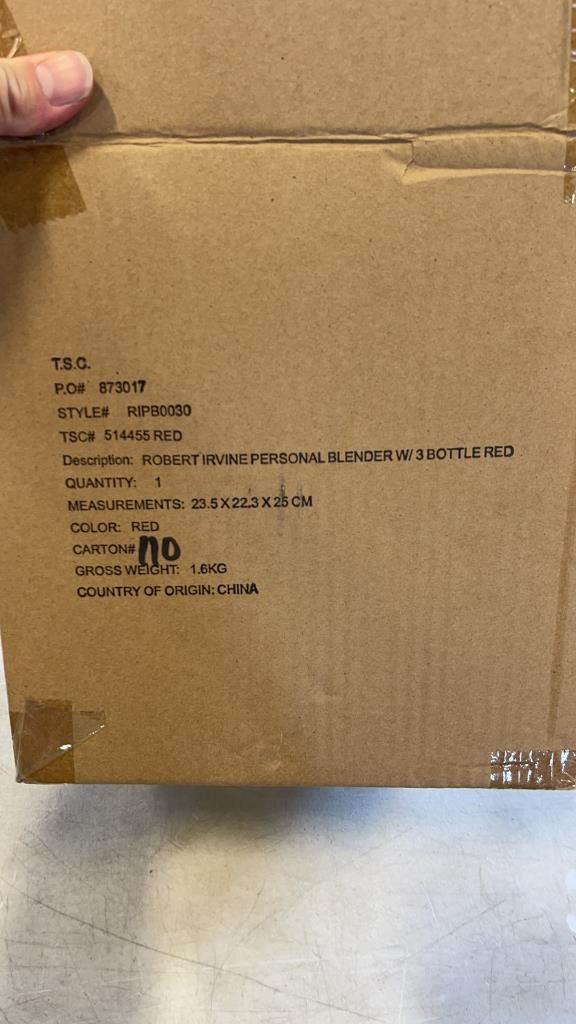 T.S.C.
P.O# 873017
STYLE# RIPB0030
TSC# 514455 RED
Description: ROBERT IRVINE PERSONAL BLENDER W/ 3 BOTTLE RED
QUANTITY: 1
MEASUREMENTS: 23.5 X 22.3 X 25 CM
COLOR: RED
CARTON# 110
GROSS WEIGHT: 1.6KG
COUNTRY OF ORIGIN: CHINA